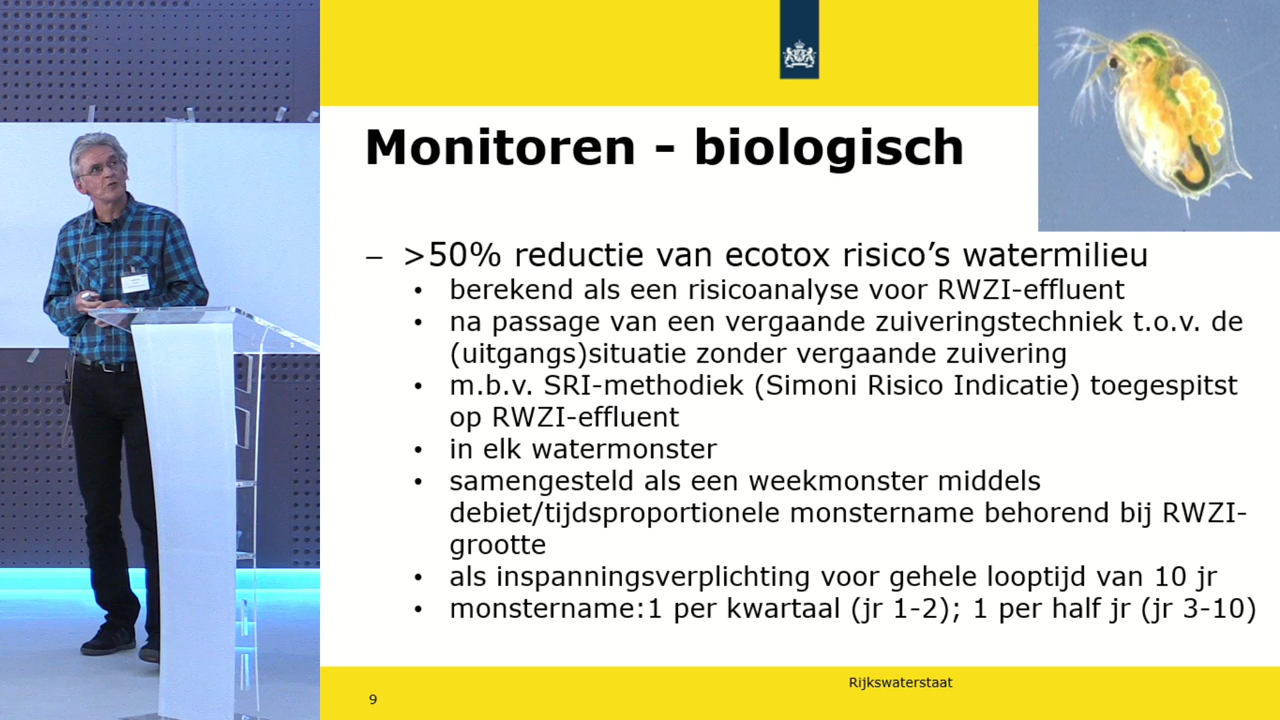 Monitoren – biologisch
– >50% reductie van ecotox risico’s watermilieu
• berekend als een risicoanalyse voor RWZI-effluent
• na passage van een vergaande zuiveringstechniek t.o.v. de
(uitgangs)situatie zonder vergaande zuivering
• m.b.v. SRI-methodiek (Simoni Risico Indicatie) toegespitst
op RWZI-effluent
• in elk watermonster
• samengesteld als een weekmonster middels
debiet/tijdsproportionele monstername behorend bij RWZI-
grootte
• als inspanningsverplichting voor gehele looptijd van 10 jr
• monstername:1 per kwartaal (jr 1-2); 1 per half jr (jr 3-10)
Rijkswaterstaat
9